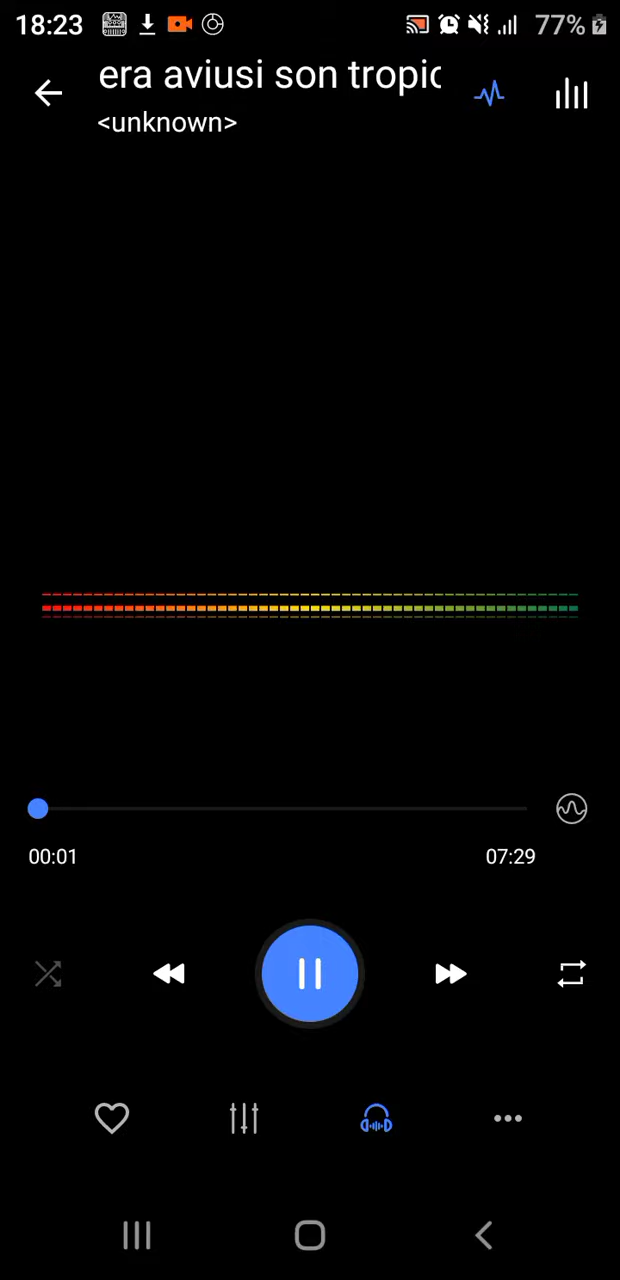 18:23
77%
era aviusi son tropic
<unknown>
00:01
07:29